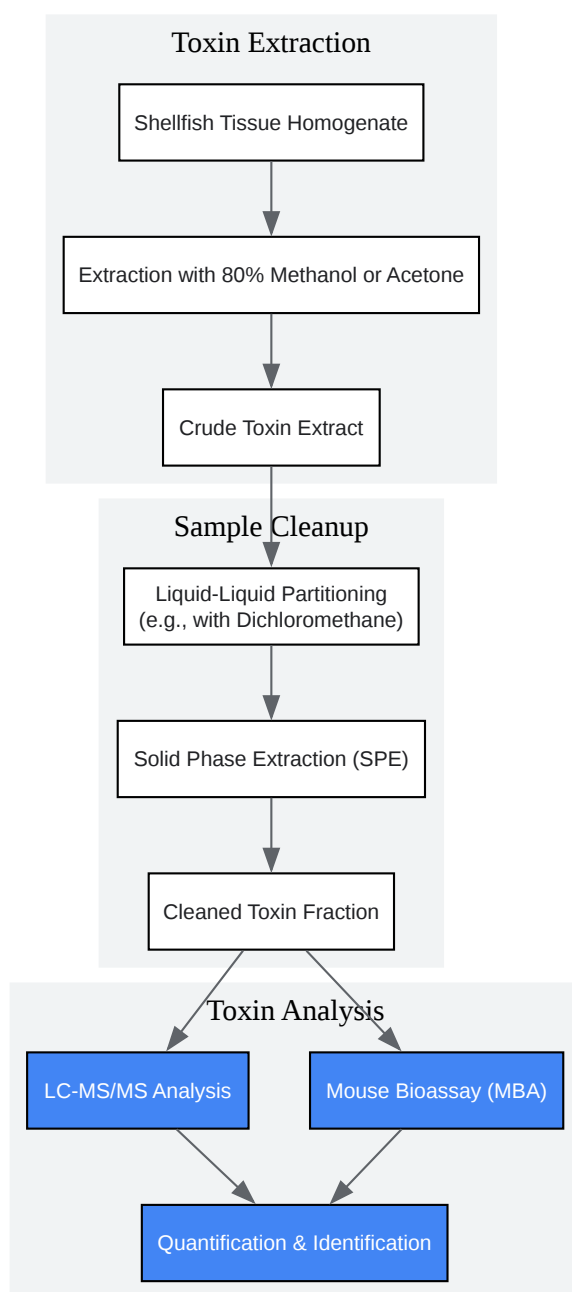 Toxin Extraction
Shellfish Tissue Homogenate
Extraction with 80% Methanol or Acetone
Crude Toxin Extract
Sample Cleanup
Liquid-Liquid Partitioning
(e.g., with Dichloromethane)
Solid Phase Extraction (SPE)
Cleaned Toxin Fraction
Toxin Analysis
LC-MS/MS Analysis
Mouse Bioassay (MBA)
Quantification & Identification